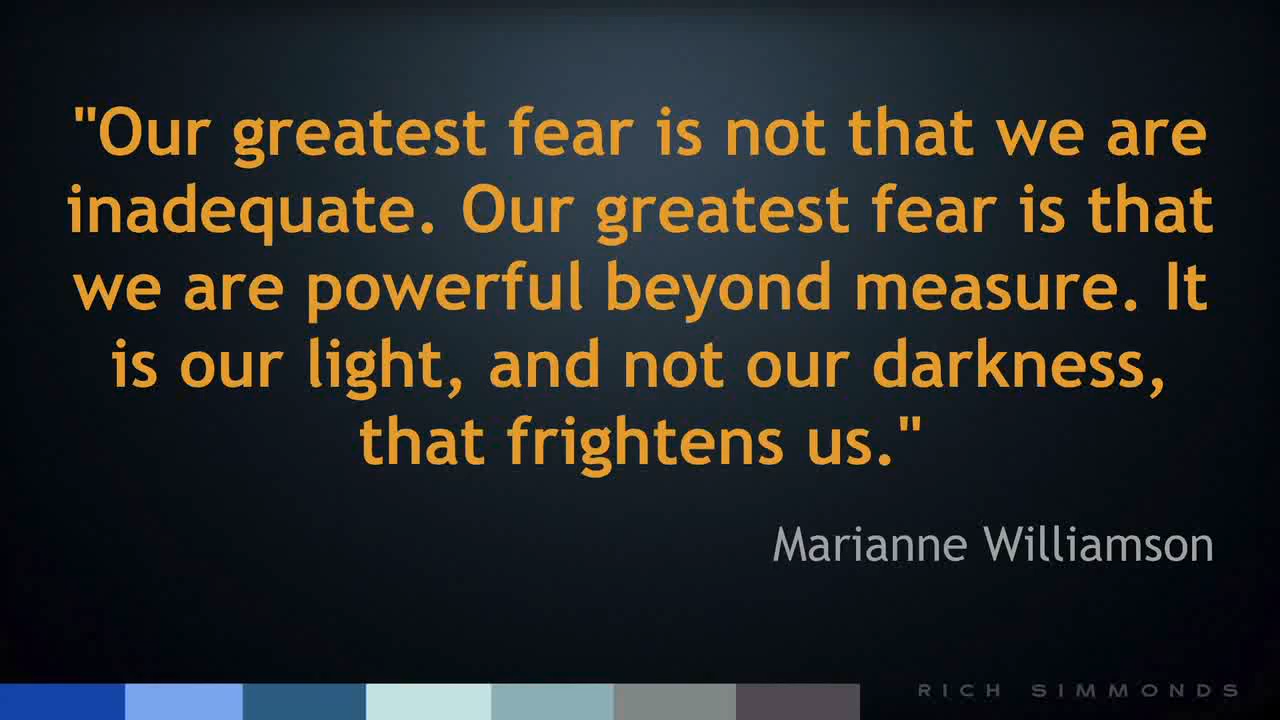 "Our greatest fear is not that we are
inadequate. Our greatest fear is that
we are powerful beyond measure. It
is our light, and not our darkness,
that frightens us."
Marianne Williamson
RICH SIMMONDS